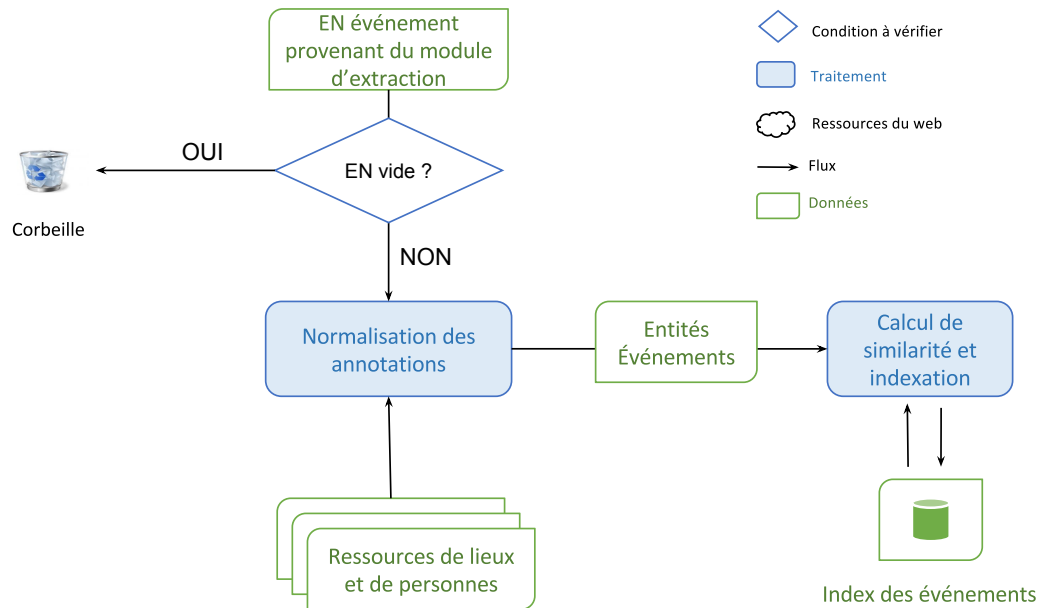 EN événement
provenant du module
d’extraction
Condition à vérifier
Traitement
Ressources du web
Flux
Données
OUI
EN vide ?
Corbeille
NON
Normalisation des
annotations
Entités
Événements
Calcul de
similarité et
indexation
Ressources de lieux
et de personnes
Index des événements